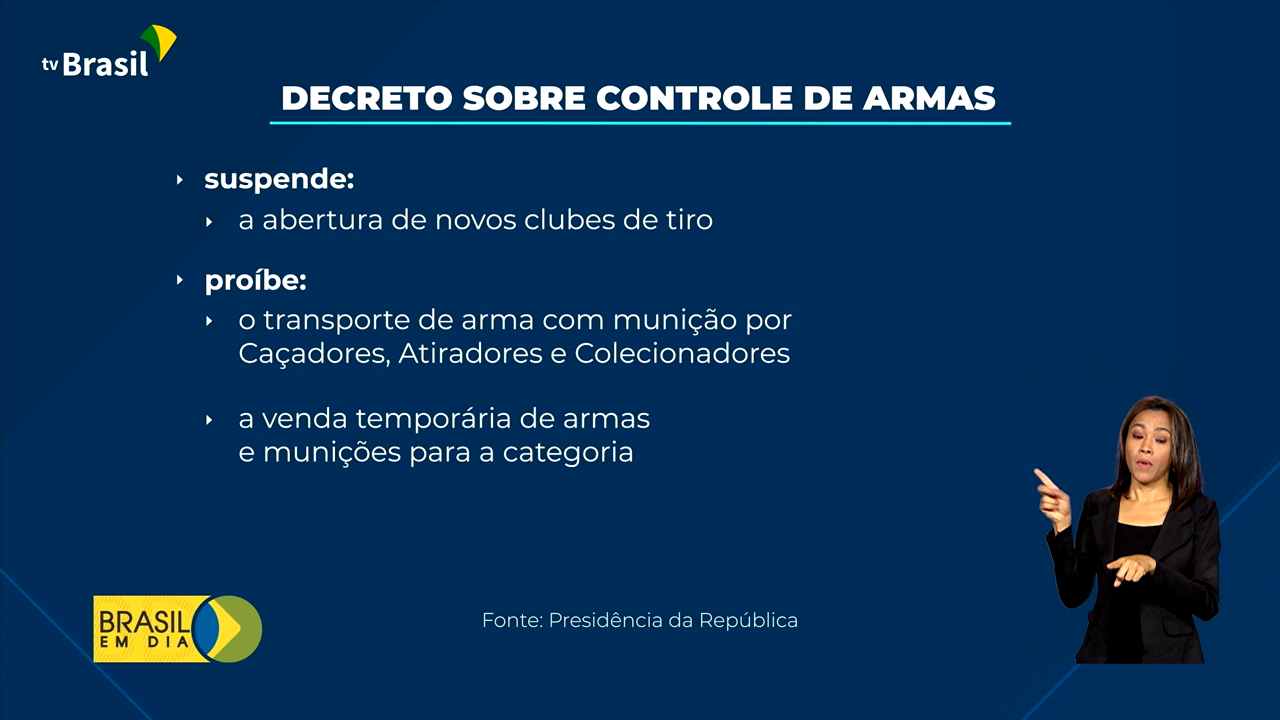 tv Brasil
DECRETO SOBRE CONTROLE DE ARMAS
suspende:
a abertura de novos clubes de tiro
proíbe:
o transporte de arma com munição por
Caçadores, Atiradores e Colecionadores
a venda temporária de armas
e munições para a categoria
BRASIL
EM DIA
Fonte: Presidência da República